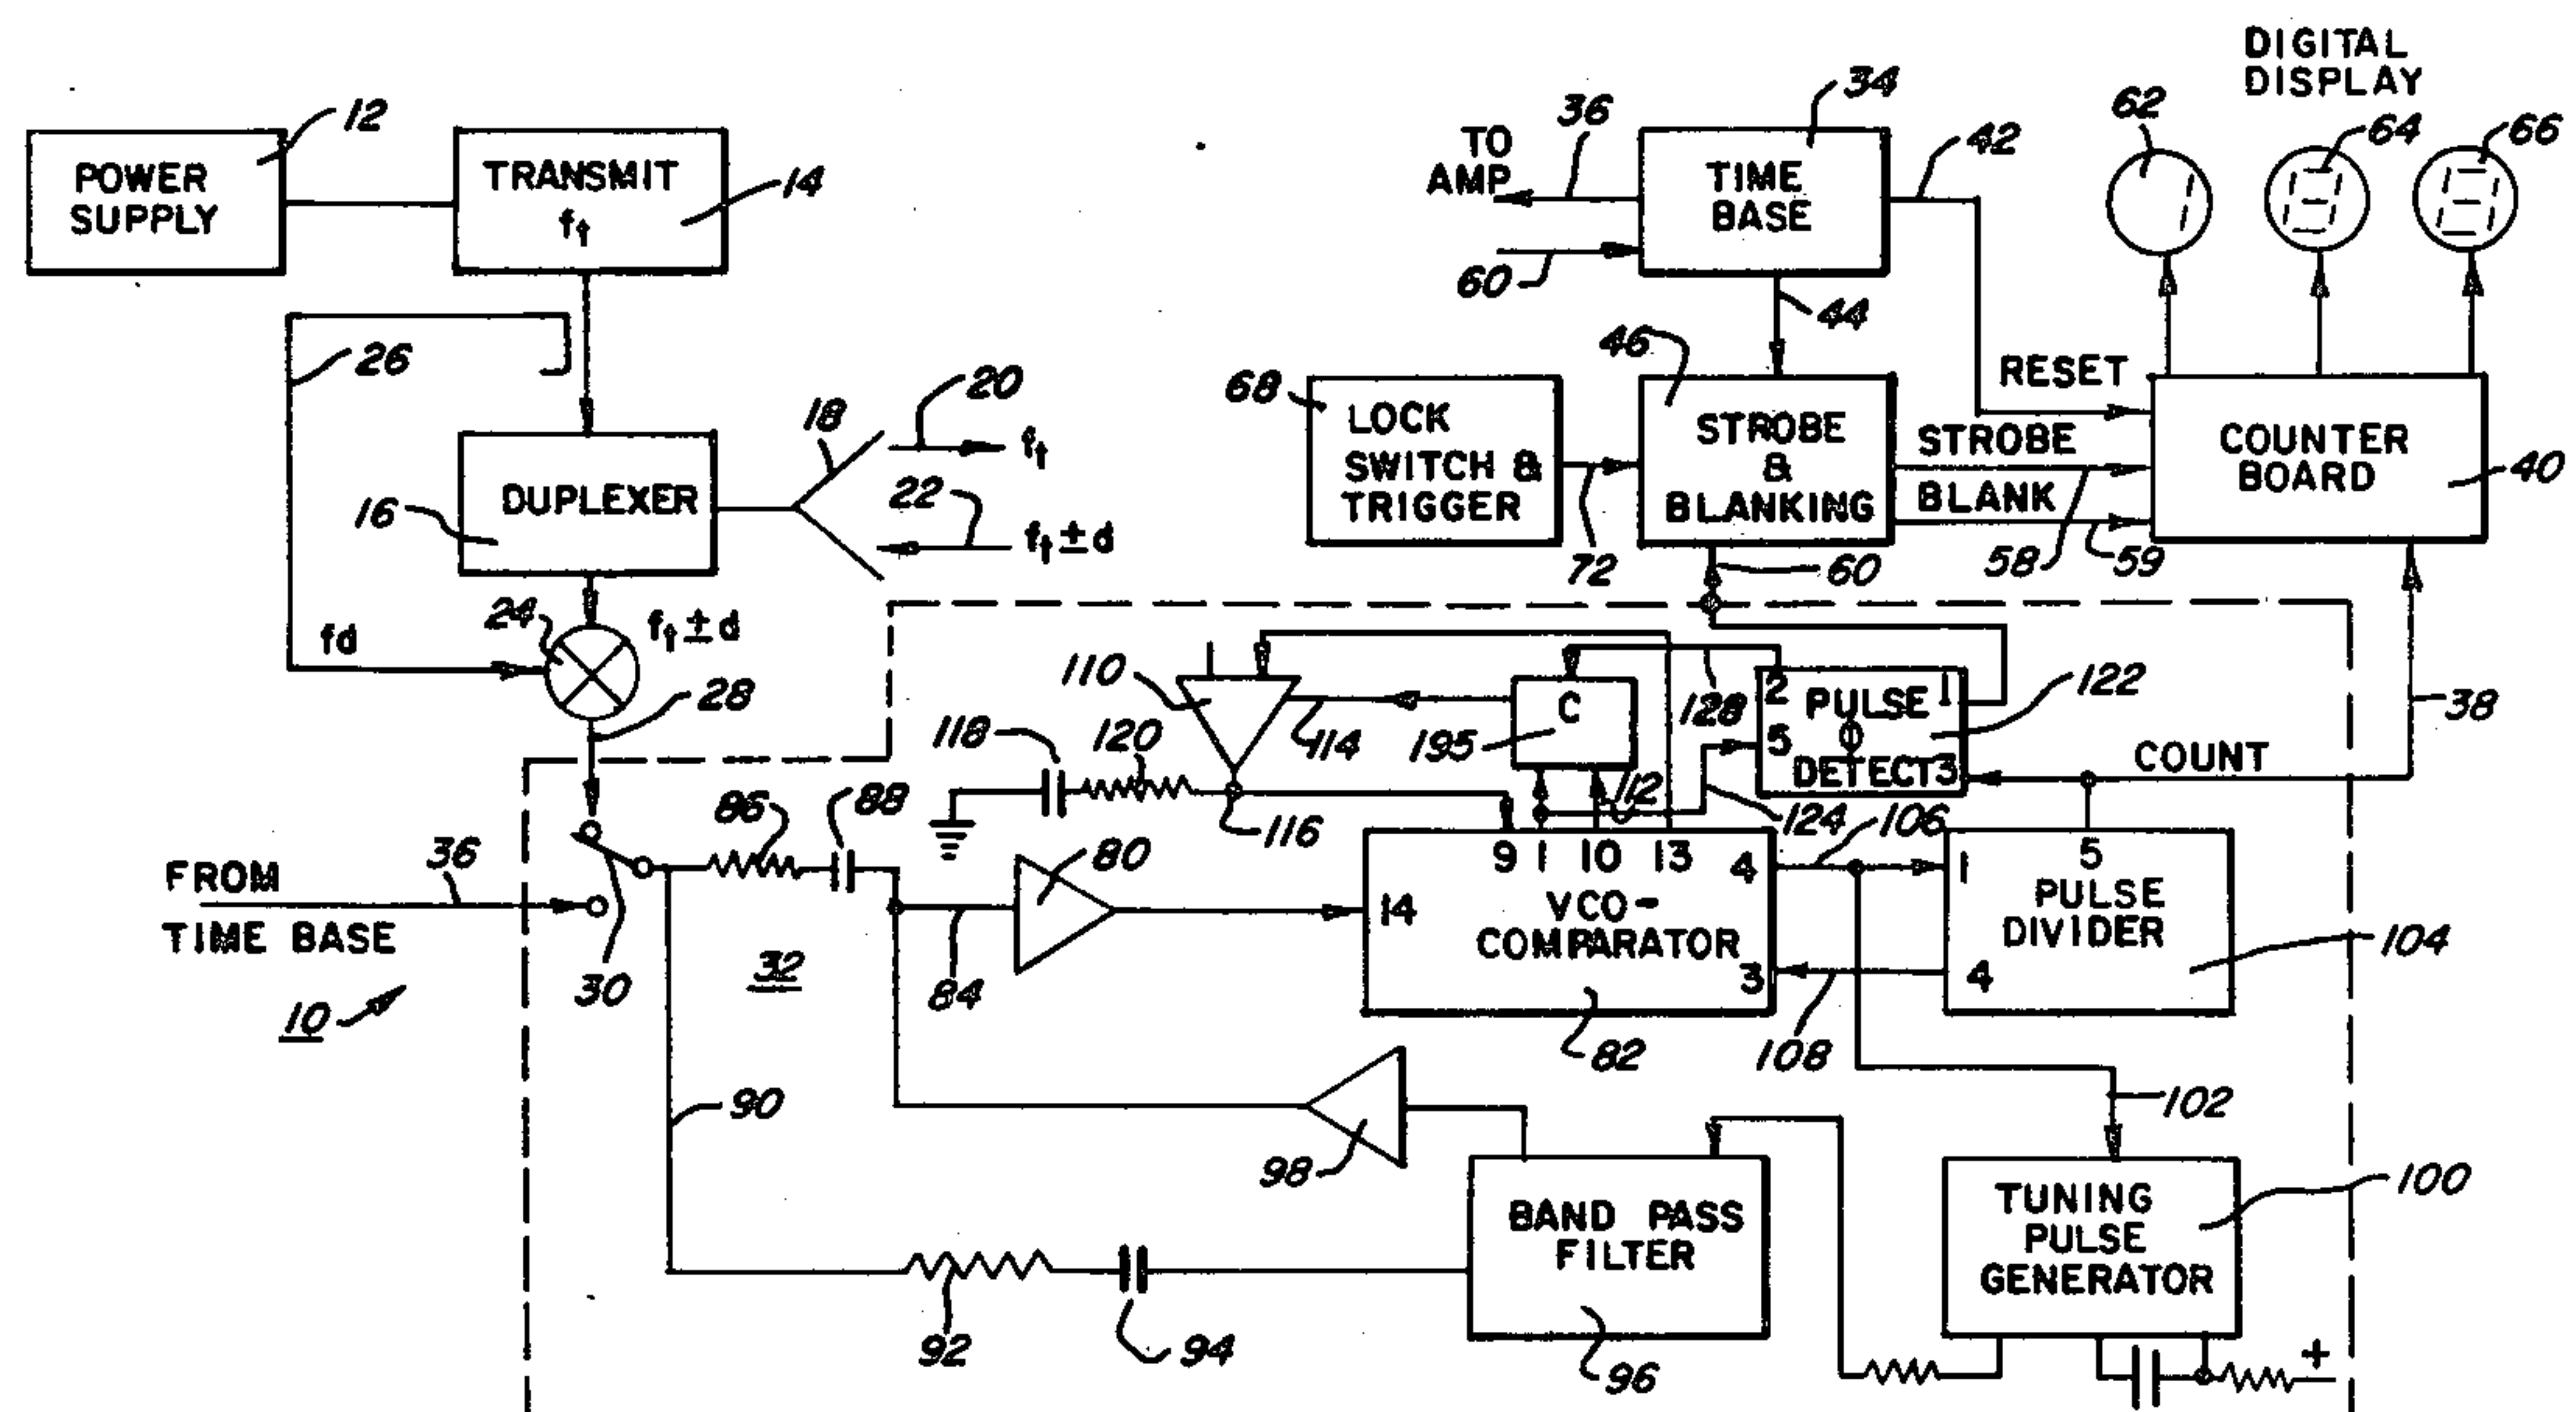 DIGITAL
DISPLAY
12
POWER
SUPPLY
TRANSMIT
ft
14
TO
AMP
36
60
34
TIME
BASE
42
44
62
64
66
26
18
20
ft
22
ft ± d
DUPLEXER
16
68
LOCK
SWITCH &
TRIGGER
72
46
STROBE
&
BLANKING
RESET
STROBE
BLANK
58
59
60
COUNTER
BOARD
40
fd
24
ft ± d
28
110
118
120
114
116
C
195
112
128
2
1
PULSE
Φ
5
DETECT
3
122
124
COUNT
38
FROM
36
TIME BASE
10
30
32
86
88
80
84
9 1 10 13
4
14
VCO-
COMPARATOR
3
82
106
108
1
5
PULSE
DIVIDER
4
104
90
98
102
BAND PASS
FILTER
96
92
94
TUNING
PULSE
GENERATOR
100
+